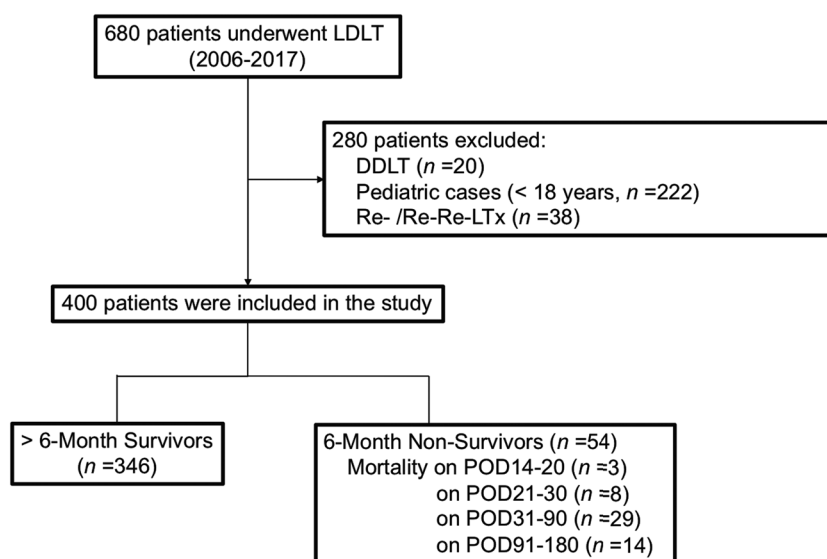 680 patients underwent LDLT
(2006-2017)
280 patients excluded:
DDLT (n =20)
Pediatric cases (< 18 years, n =222)
Re- /Re-Re-LTx (n =38)
400 patients were included in the study
> 6-Month Survivors
(n =346)
6-Month Non-Survivors (n =54)
Mortality on POD14-20 (n =3)
on POD21-30 (n =8)
on POD31-90 (n =29)
on POD91-180 (n =14)